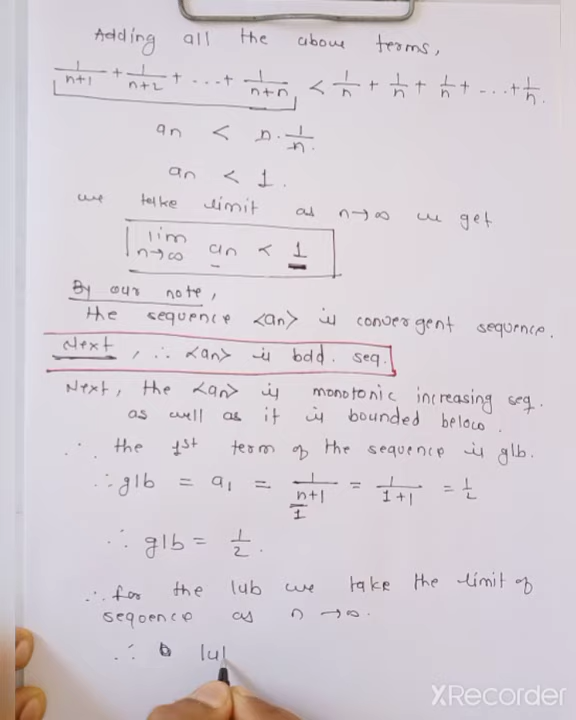 Adding all the above terms,
1/n+1 + 1/n+2 + ... + 1/n+n < 1/n + 1/n + 1/n + ... + 1/n.
an < n · 1/n.
an < 1.
we take limit as n→∞ we get
lim n→∞ an < 1
By our note,
the sequence <an> is convergent sequence.
Next, ∴ <an> is bdd. seq.
Next, the <an> is monotonic increasing seq.
as well as it is bounded below.
∴ the 1st term of the sequence is glb.
∴ glb = a1 = 1/n+1 = 1/1+1 = 1/2
1
∴ glb = 1/2.
∴ for the lub we take the limit of
sequence as n→∞.
∴ lul
XRecorder